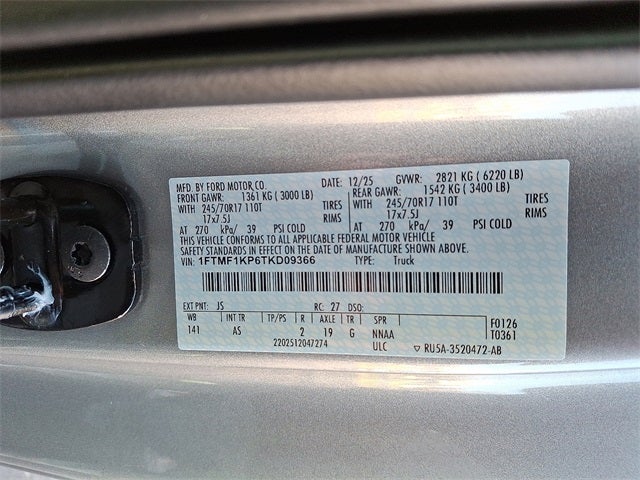 MFD. BY FORD MOTOR CO. DATE: 12/25 GVWR: 2821 KG ( 6220 LB)
FRONT GAWR: 1361 KG ( 3000 LB) REAR GAWR: 1542 KG ( 3400 LB)
WITH 245/70R17 110T TIRES WITH 245/70R17 110T TIRES
17x7.5J RIMS 17x7.5J RIMS
AT 270 kPa/ 39 PSI COLD AT 270 kPa/ 39 PSI COLD
THIS VEHICLE CONFORMS TO ALL APPLICABLE FEDERAL MOTOR VEHICLE
SAFETY STANDARDS IN EFFECT ON THE DATE OF MANUFACTURE SHOWN ABOVE.
VIN: 1FTMF1KP6TKD09366 TYPE: Truck
EXT PNT: JS RC: 27 DSO:
WB INT TR TP/PS R AXLE TR SPR F0126
141 AS 2 19 G NNAA T0361
2202512047274 ULC ▽ RU5A-3520472-AB